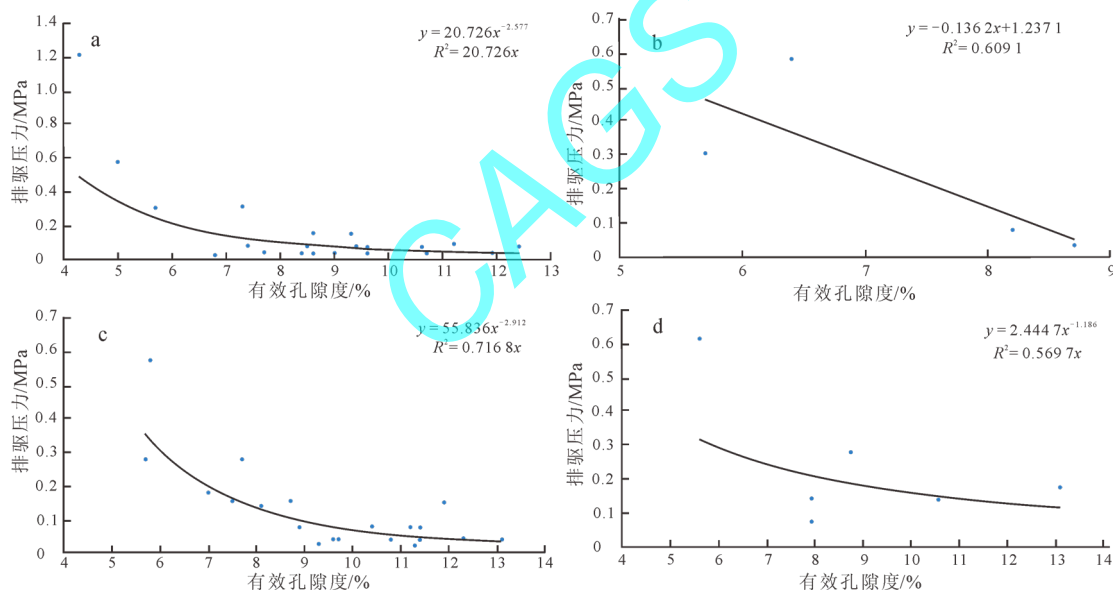 a
y = 20.726x^-2.577
R²= 20.726x
1.4
1.2
1.0
0.8
0.6
0.4
0.2
0
排驱压力/MPa
4 5 6 7 8 9 10 11 12 13
有效孔隙度/%
b
y = −0.136 2x+1.237 1
R²= 0.609 1
0.7
0.6
0.5
0.4
0.3
0.2
0.1
0
排驱压力/MPa
5 6 7 8 9
有效孔隙度/%
c
y = 55.836x^-2.912
R²= 0.716 8x
0.7
0.6
0.5
0.4
0.3
0.2
0.1
0
排驱压力/MPa
4 5 6 7 8 9 10 11 12 13 14
有效孔隙度/%
d
y = 2.444 7x^-1.186
R²= 0.569 7x
0.7
0.6
0.5
0.4
0.3
0.2
0.1
0
排驱压力/MPa
4 5 6 7 8 9 10 11 12 13 14
有效孔隙度/%
CAGS